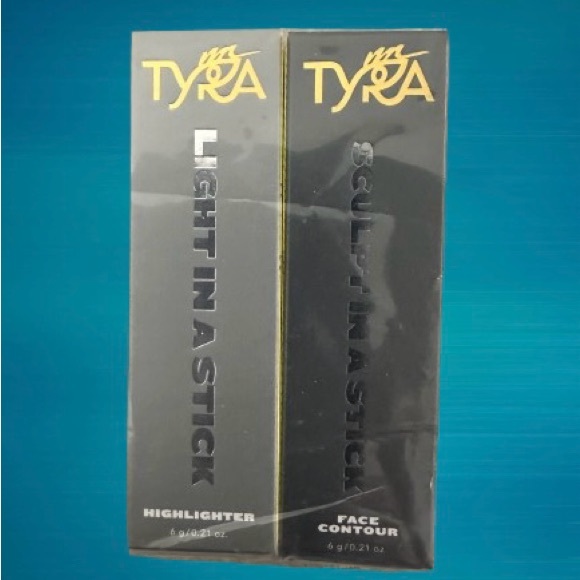 TYRA
LIGHT IN A STICK
HIGHLIGHTER
6 g/0.21 oz.
TYRA
SCULPT IN A STICK
FACE
CONTOUR
6 g/0.21 oz.